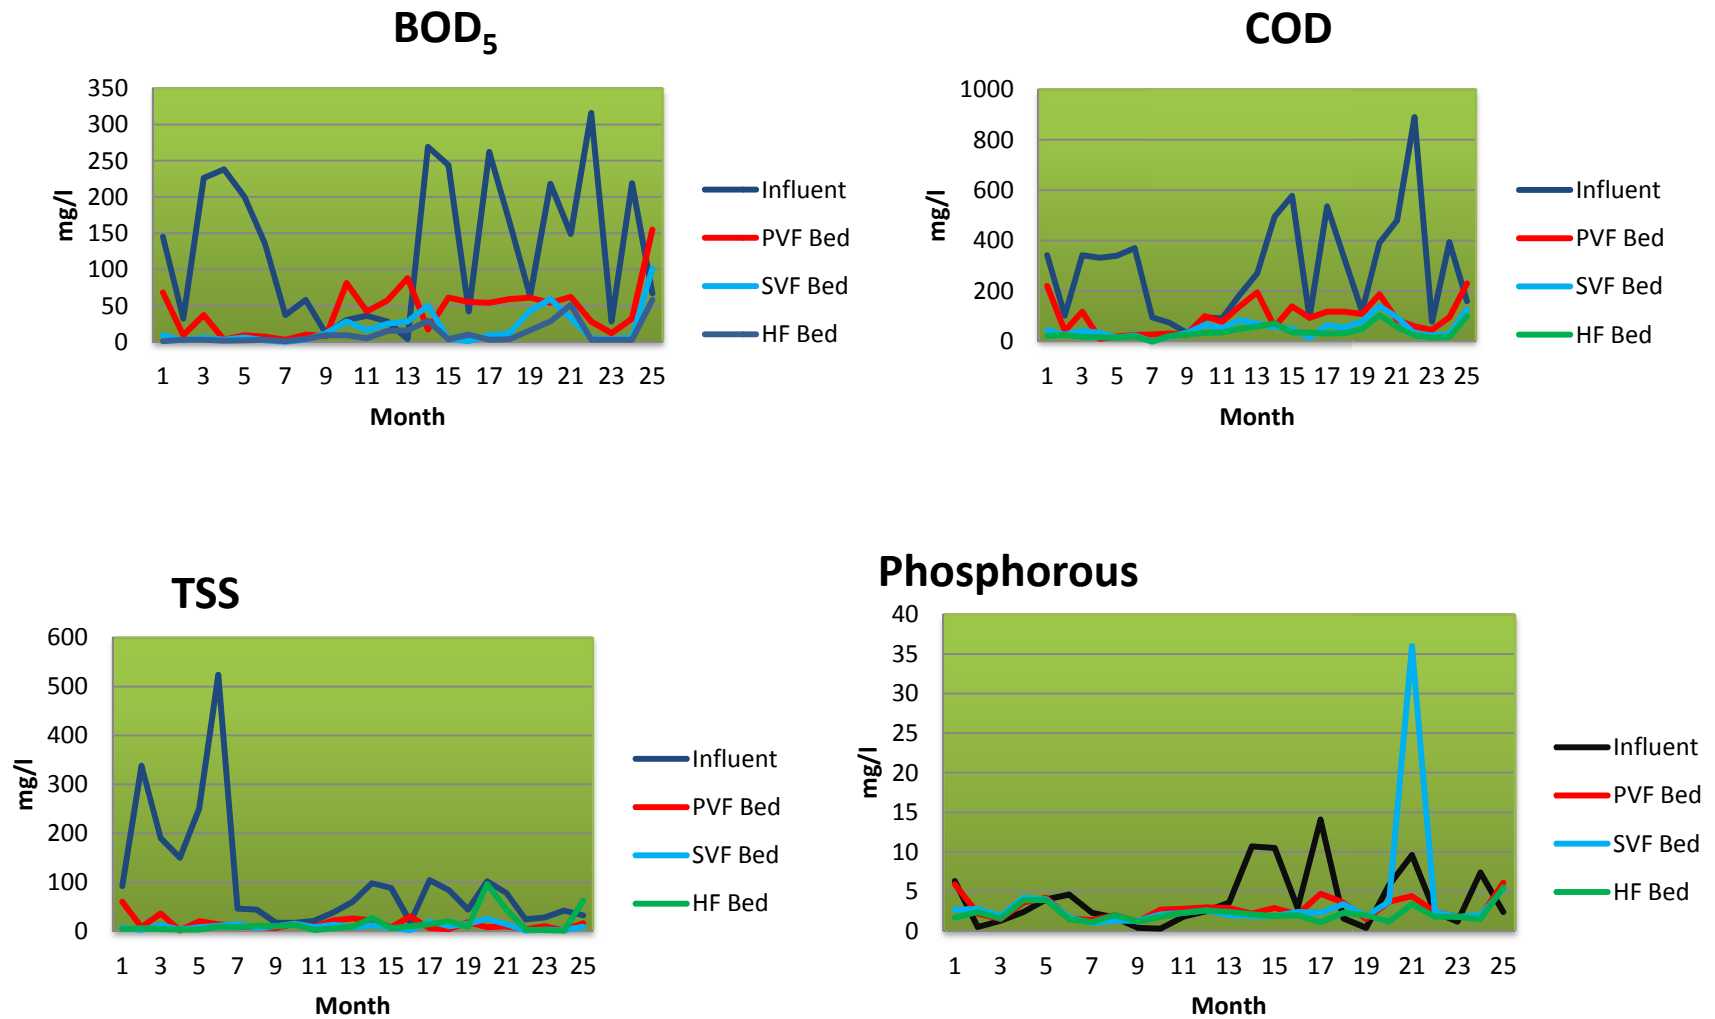 BOD5
350
300
250
200
150
100
50
0
mg/l
1 3 5 7 9 11 13 15 17 19 21 23 25
Month
Influent
PVF Bed
SVF Bed
HF Bed
COD
1000
800
600
400
200
0
mg/l
1 3 5 7 9 11 13 15 17 19 21 23 25
Month
Influent
PVF Bed
SVF Bed
HF Bed
TSS
600
500
400
300
200
100
0
mg/l
1 3 5 7 9 11 13 15 17 19 21 23 25
Month
Influent
PVF Bed
SVF Bed
HF Bed
Phosphorous
40
35
30
25
20
15
10
5
0
mg/l
1 3 5 7 9 11 13 15 17 19 21 23 25
Month
Influent
PVF Bed
SVF Bed
HF Bed